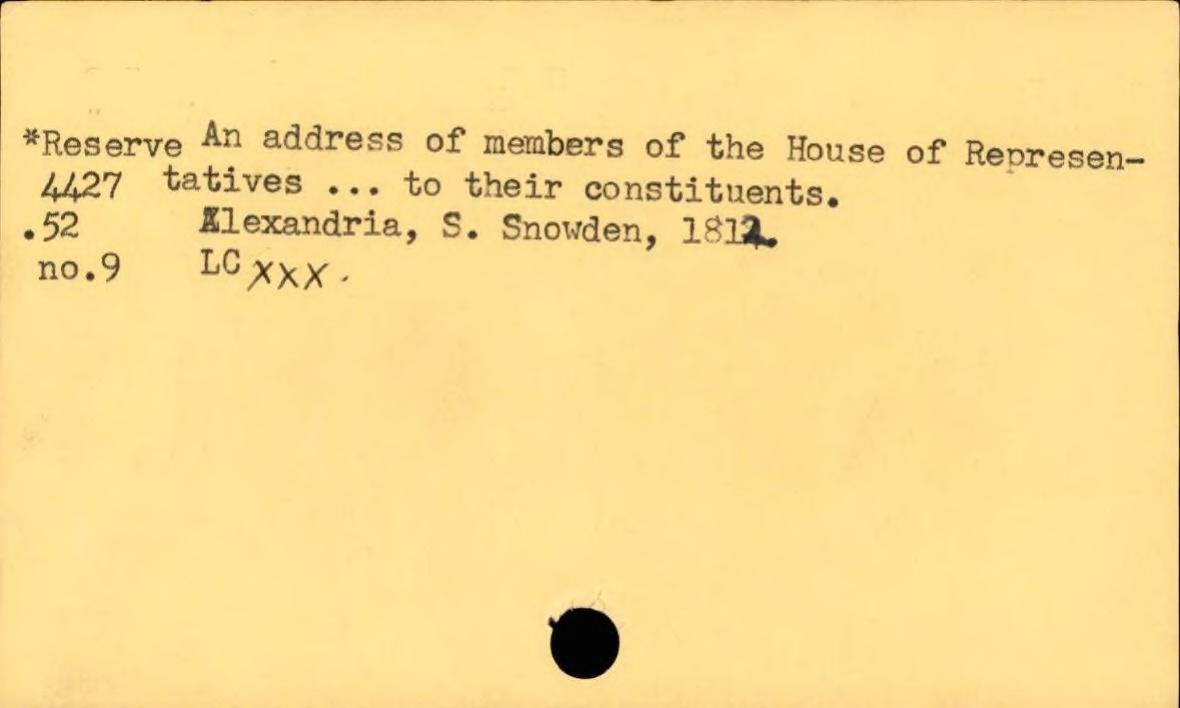 *Reserve An address of members of the House of Represen-
4427 tatives ... to their constituents.
.52 Alexandria, S. Snowden, 1812.
no.9 LC XXX.